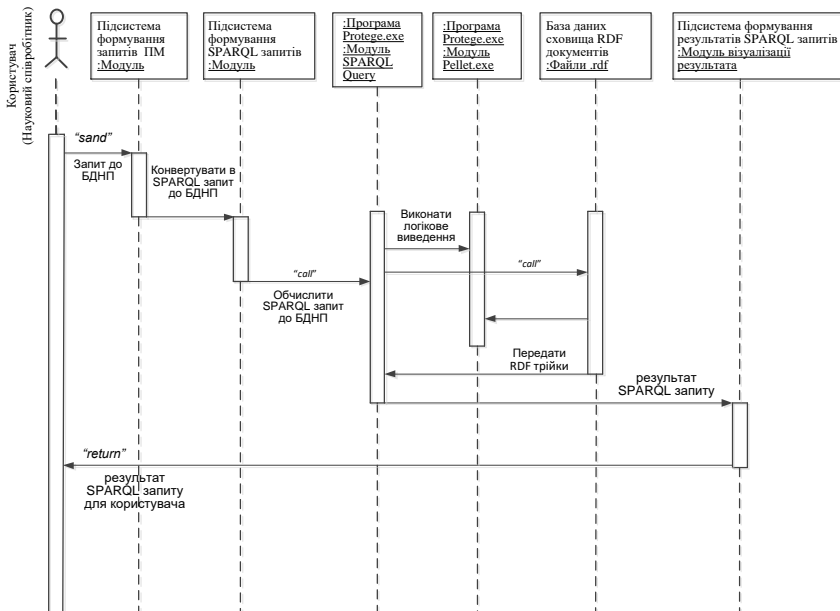 Користувач
(Науковий співробітник)
Підсистема
формування
запитів ПМ
:Модуль
Підсистема
формування
SPARQL запитів
:Модуль
:Програма
Protege.exe
:Модуль
SPARQL
Query
:Програма
Protege.exe
:Модуль
Pellet.exe
База даних
сховища RDF
документів
:Файли .rdf
Підсистема формування
результатів SPARQL запитів
:Модуль візуалізації
результата
“sand”
Запит до
БДНП
Конвертувати в
SPARQL запит
до БДНП
Виконати
логікове
виведення
“call”
Обчислити
SPARQL запит
до БДНП
“call”
Передати
RDF трійки
результат
SPARQL запиту
“return”
результат
SPARQL запиту
для користувача